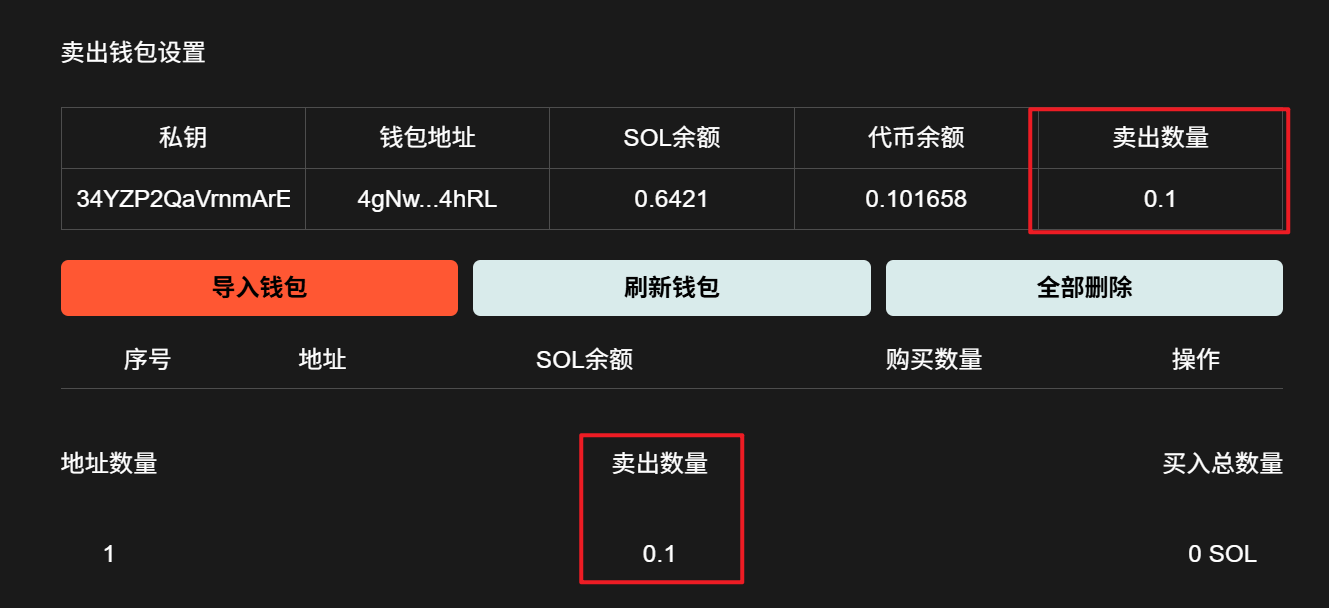 卖出钱包设置
私钥 钱包地址 SOL余额 代币余额 卖出数量
34YZP2QaVrnmArE 4gNw...4hRL 0.6421 0.101658 0.1
导入钱包 刷新钱包 全部删除
序号 地址 SOL余额 购买数量 操作
地址数量 卖出数量 买入总数量
1 0.1 0 SOL